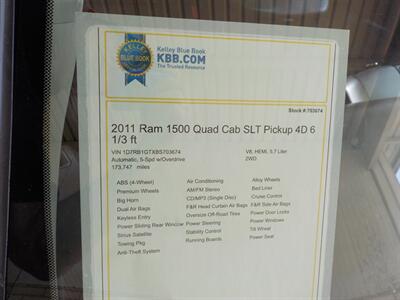 KELLEY
BLUE BOOK
Kelley Blue Book
KBB.COM
The Trusted Resource
Stock #:703674
2011 Ram 1500 Quad Cab SLT Pickup 4D 6
1/3 ft
VIN 1D7RB1GTXBS703674
V8, HEMI, 5.7 Liter
Automatic, 5-Spd w/Overdrive
2WD
173,747 miles
ABS (4-Wheel)
Air Conditioning
Alloy Wheels
Premium Wheels
AM/FM Stereo
Bed Liner
Big Horn
CD/MP3 (Single Disc)
Cruise Control
Dual Air Bags
F&R Head Curtain Air Bags
F&R Side Air Bags
Keyless Entry
Oversize Off-Road Tires
Power Door Locks
Power Sliding Rear Window
Power Steering
Power Windows
Sirius Satellite
Stability Control
Tilt Wheel
Towing Pkg
Running Boards
Power Seat
Anti-Theft System